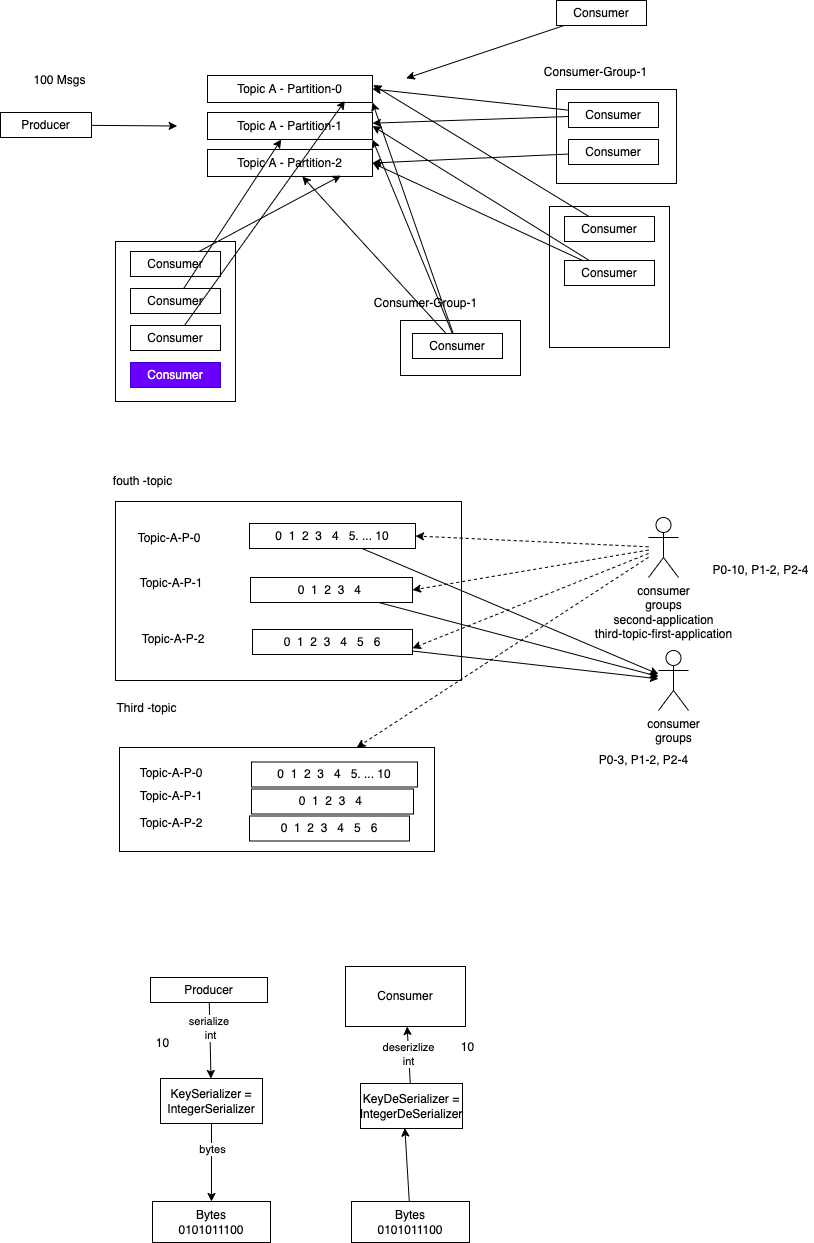 Consumer
Consumer-Group-1
100 Msgs
Topic A - Partition-0
Producer
Topic A - Partition-1
Topic A - Partition-2
Consumer
Consumer
Consumer
Consumer
Consumer
Consumer
Consumer
Consumer
Consumer-Group-1
Consumer
fouth -topic
Topic-A-P-0
0 1 2 3 4 5. ... 10
Topic-A-P-1
0 1 2 3 4
Topic-A-P-2
0 1 2 3 4 5 6
P0-10, P1-2, P2-4
consumer
groups
second-application
third-topic-first-application
consumer
groups
P0-3, P1-2, P2-4
Third -topic
Topic-A-P-0
0 1 2 3 4 5. ... 10
Topic-A-P-1
0 1 2 3 4
Topic-A-P-2
0 1 2 3 4 5 6
Producer
serialize
int
10
KeySerializer =
IntegerSerializer
bytes
Bytes
0101011100
Consumer
deserizlize
int
10
KeyDeSerializer =
IntegerDeSerializer
Bytes
0101011100